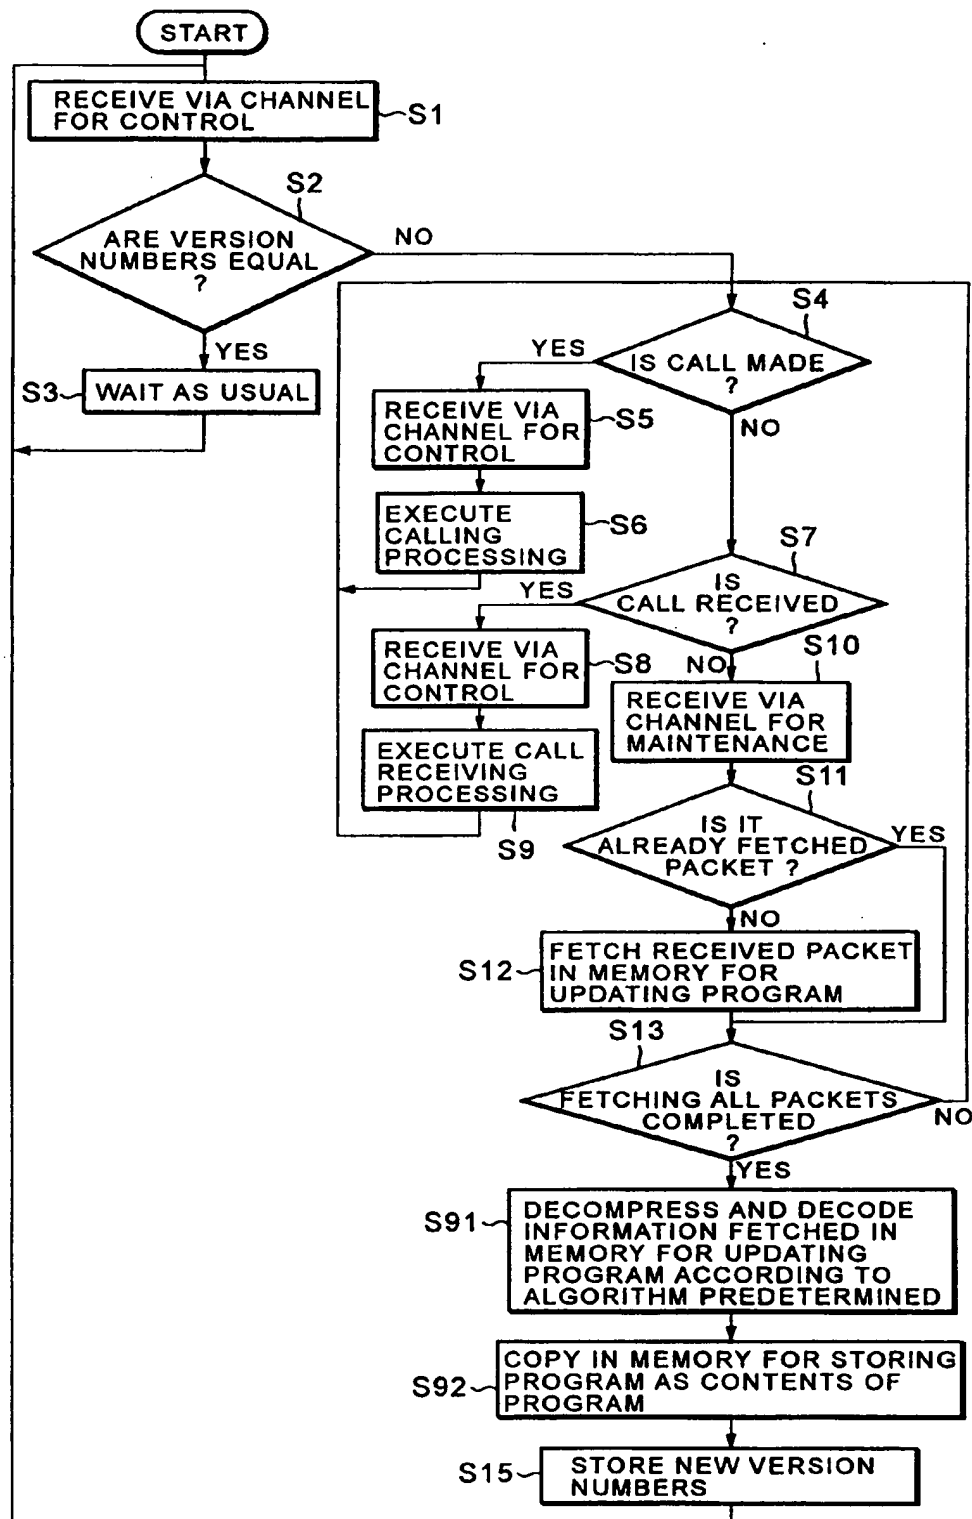 START
RECEIVE VIA CHANNEL
FOR CONTROL
S1
S2
ARE VERSION
NUMBERS EQUAL
?
NO
YES
S3
WAIT AS USUAL
S4
IS CALL MADE
?
YES
NO
RECEIVE VIA
CHANNEL FOR
CONTROL
S5
EXECUTE
CALLING
PROCESSING
S6
S7
IS
CALL RECEIVED
?
YES
NO
RECEIVE VIA
CHANNEL FOR
CONTROL
S8
S10
RECEIVE VIA
CHANNEL FOR
MAINTENANCE
EXECUTE CALL
RECEIVING
PROCESSING
S9
S11
IS IT
ALREADY FETCHED
PACKET ?
YES
NO
S12
FETCH RECEIVED PACKET
IN MEMORY FOR
UPDATING PROGRAM
S13
IS
FETCHING ALL PACKETS
COMPLETED
?
NO
YES
S91
DECOMPRESS AND DECODE
INFORMATION FETCHED IN
MEMORY FOR UPDATING
PROGRAM ACCORDING TO
ALGORITHM PREDETERMINED
S92
COPY IN MEMORY FOR STORING
PROGRAM AS CONTENTS OF
PROGRAM
S15
STORE NEW VERSION
NUMBERS